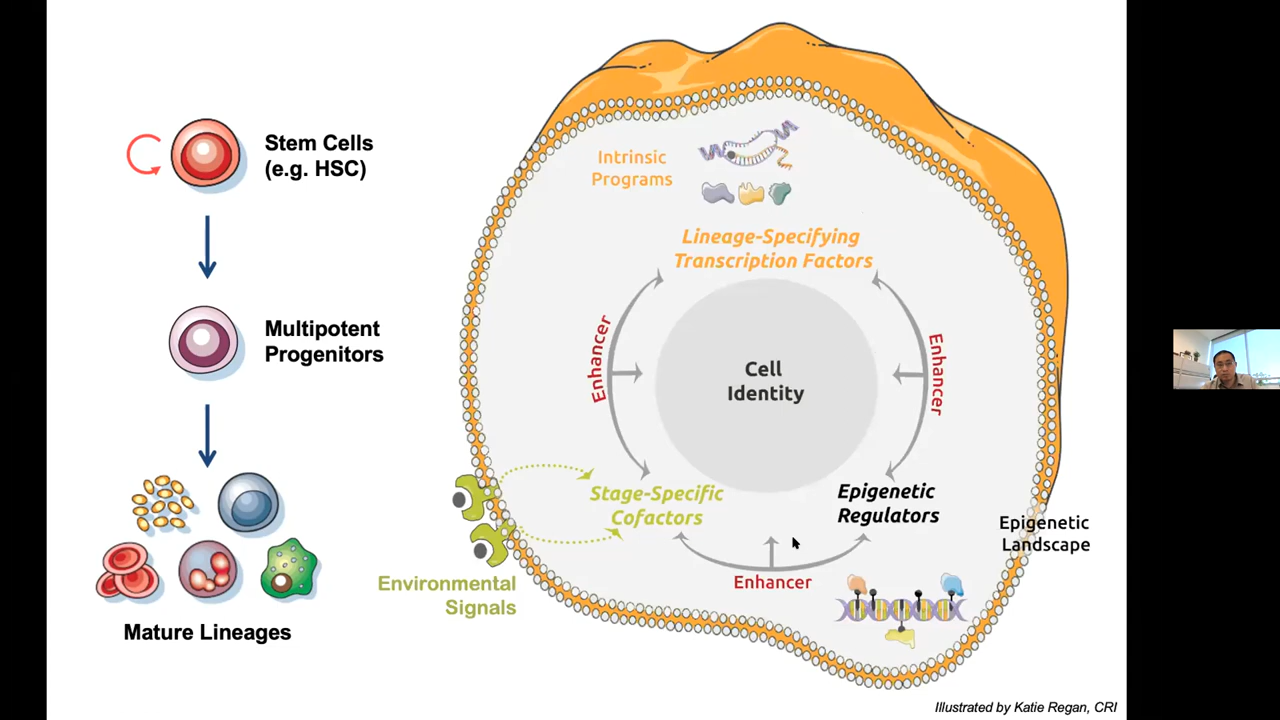 Stem Cells
(e.g. HSC)
Multipotent
Progenitors
Mature Lineages
Intrinsic
Programs
Lineage-Specifying
Transcription Factors
Enhancer
Enhancer
Cell
Identity
Stage-Specific
Cofactors
Epigenetic
Regulators
Epigenetic
Landscape
Enhancer
Environmental
Signals
Illustrated by Katie Regan, CRI